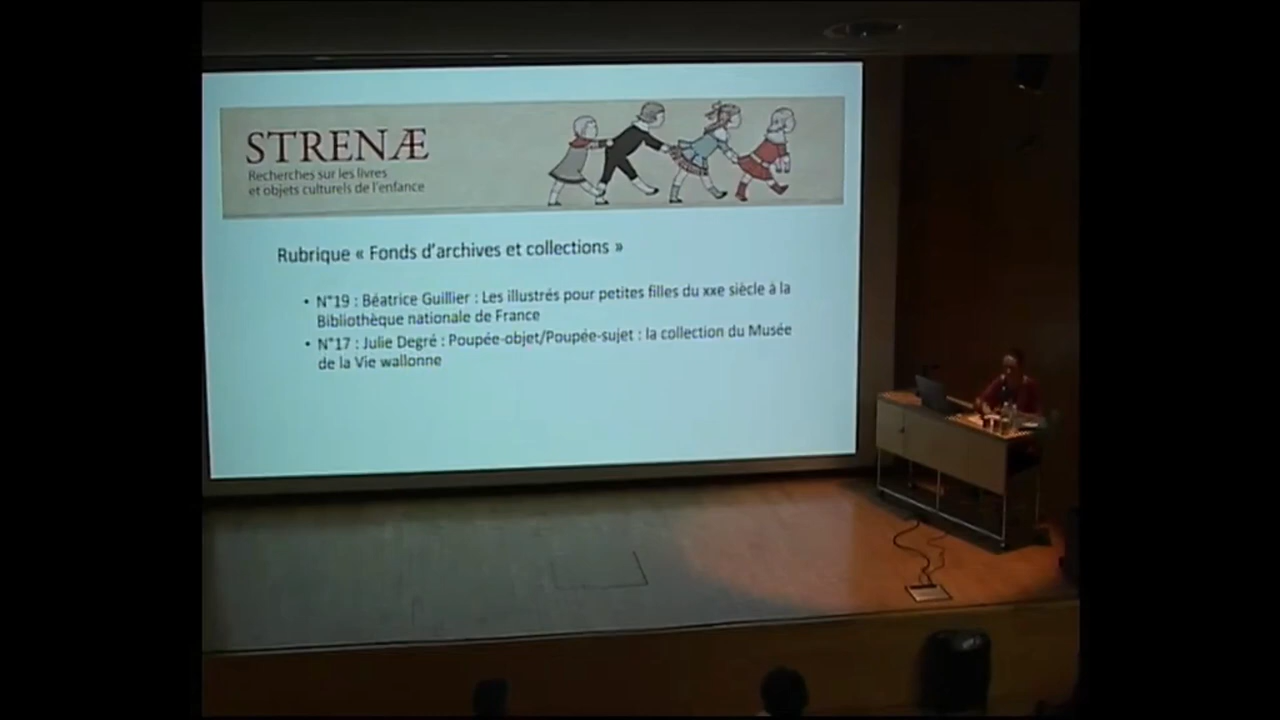 STRENÆ
Recherches sur les livres
et objets culturels de l'enfance
Rubrique « Fonds d'archives et collections »
• N°19 : Béatrice Guillier : Les illustrés pour petites filles du xxe siècle à la
Bibliothèque nationale de France
• N°17 : Julie Degré : Poupée-objet/Poupée-sujet : la collection du Musée
de la Vie wallonne